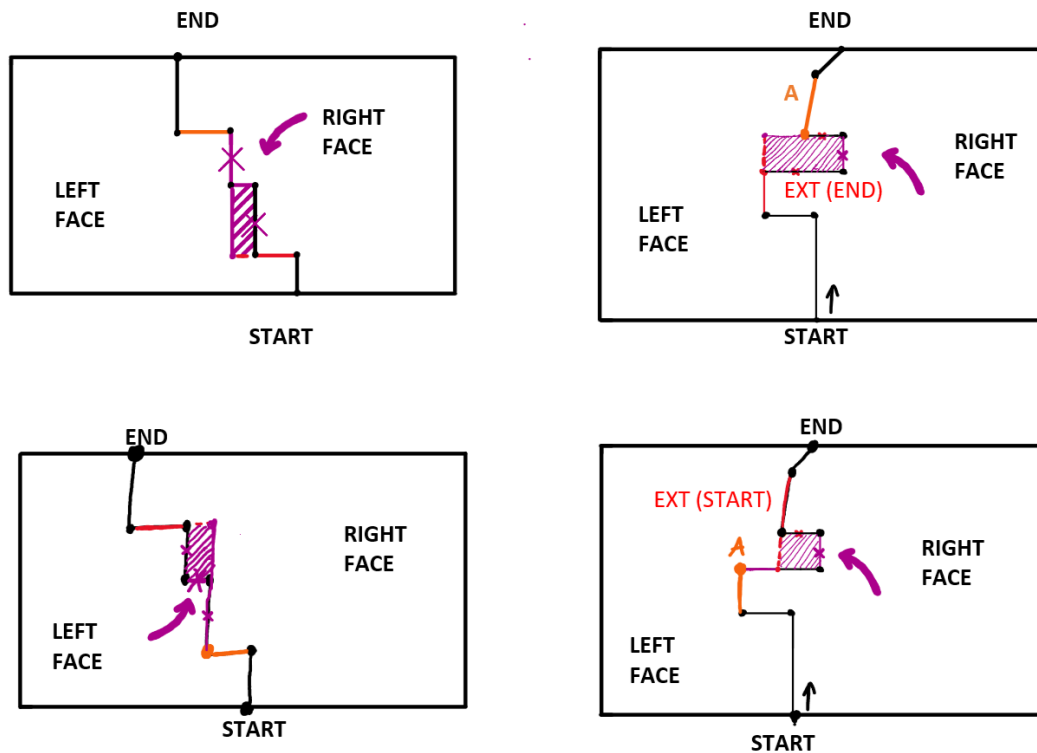 END
RIGHT
FACE
LEFT
FACE
START
END
A
RIGHT
FACE
EXT (END)
LEFT
FACE
START
END
RIGHT
FACE
LEFT
FACE
START
END
EXT (START)
A
RIGHT
FACE
LEFT
FACE
START